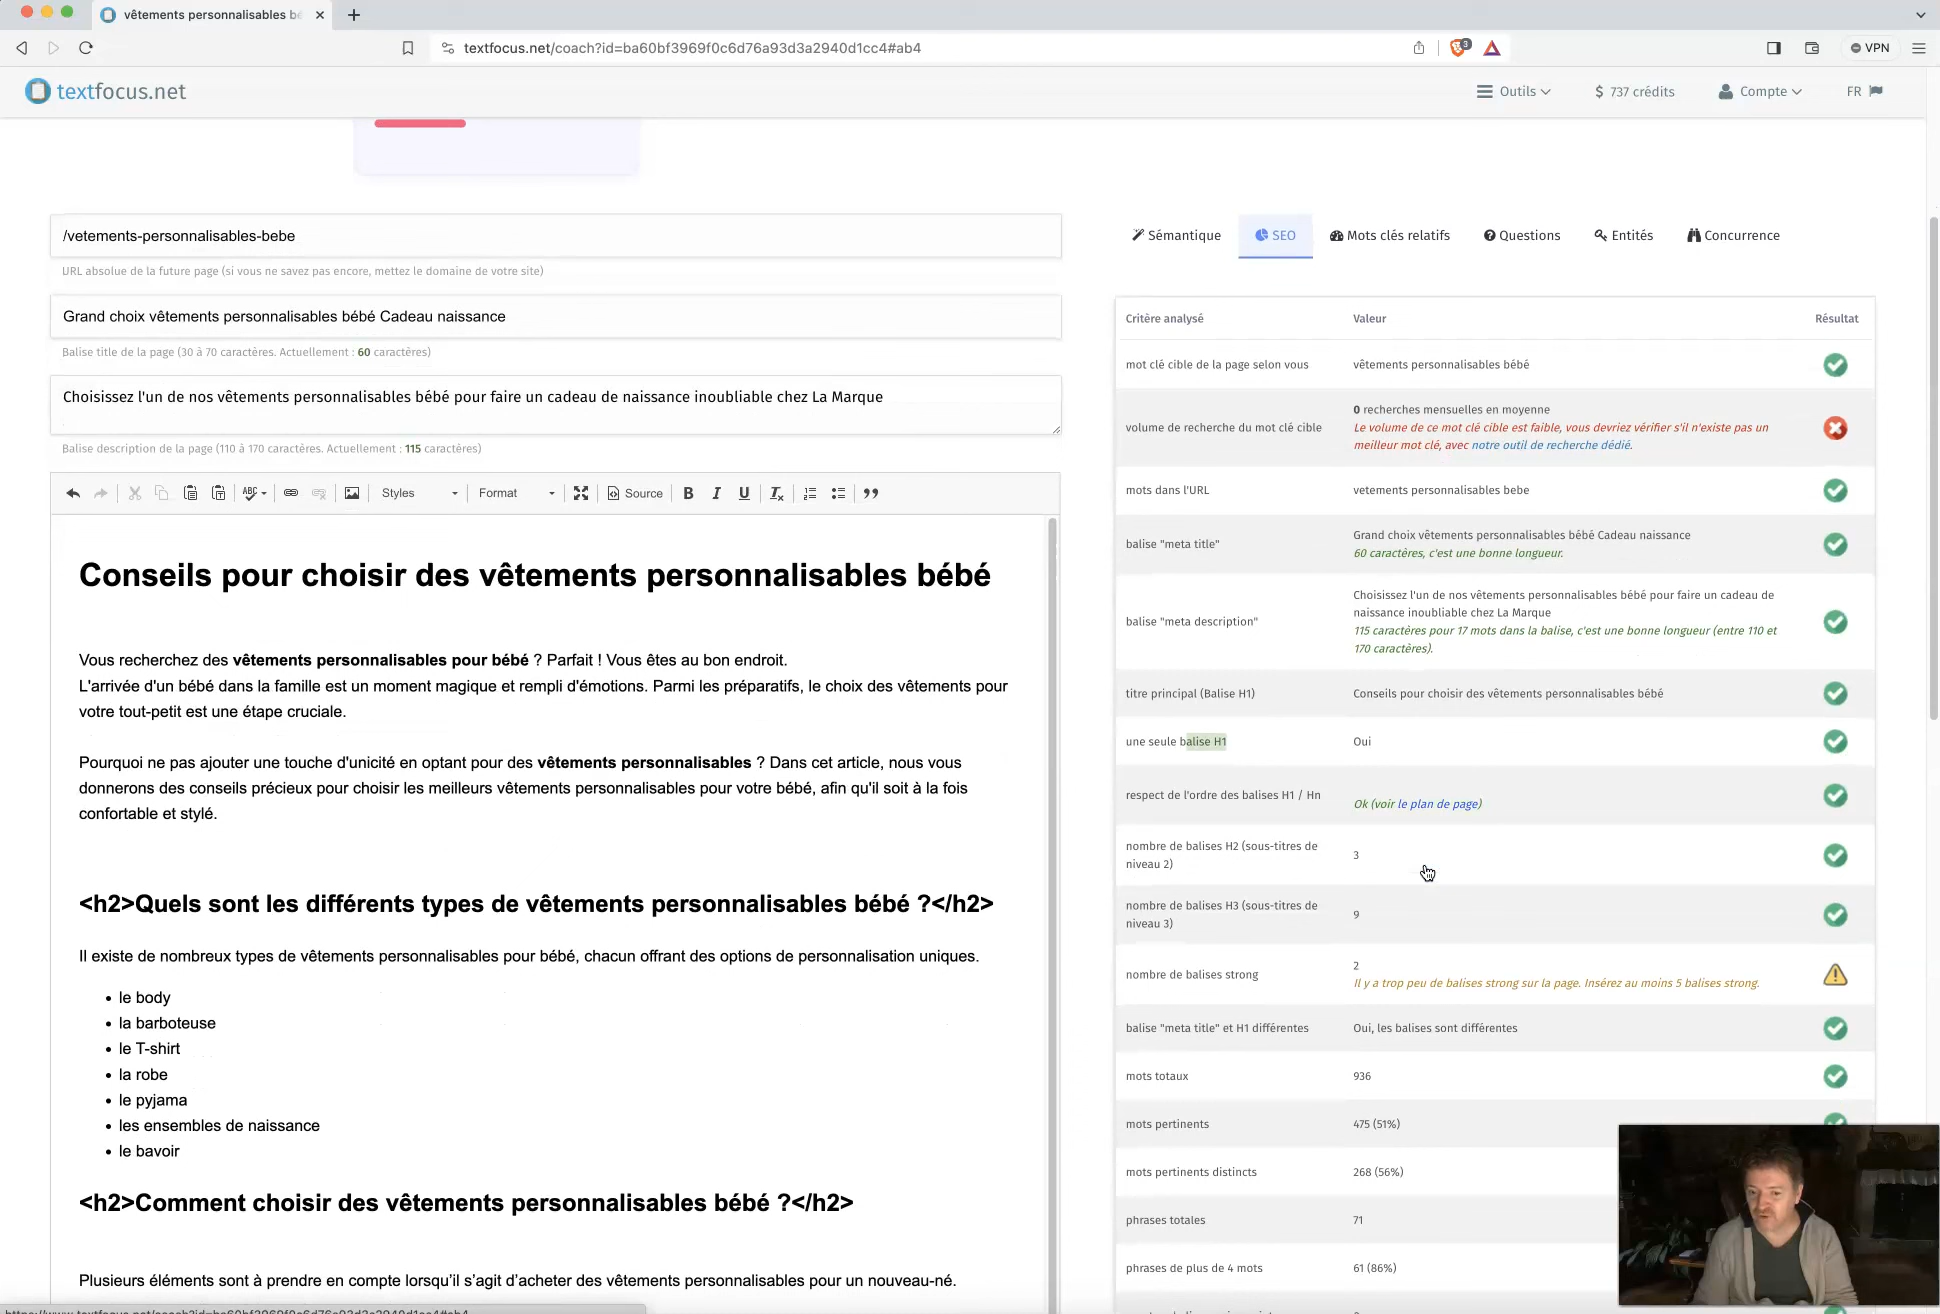 vêtements personnalisables bé
textfocus.net/coach?id=ba60bf3969f0c6d76a93d3a2940d1cc4#ab4
3
VPN
textfocus.net
Outils
$ 737 crédits
Compte
FR
/vetements-personnalisables-bebe
URL absolue de la future page (si vous ne savez pas encore, mettez le domaine de votre site)
Grand choix vêtements personnalisables bébé Cadeau naissance
Balise title de la page (30 à 70 caractères. Actuellement : 60 caractères)
Choisissez l'un de nos vêtements personnalisables bébé pour faire un cadeau de naissance inoubliable chez La Marque
Balise description de la page (110 à 170 caractères. Actuellement : 115 caractères)
ABC
Styles
Format
Source
B I U Tx
Conseils pour choisir des vêtements personnalisables bébé
Vous recherchez des vêtements personnalisables pour bébé ? Parfait ! Vous êtes au bon endroit.
L'arrivée d'un bébé dans la famille est un moment magique et rempli d'émotions. Parmi les préparatifs, le choix des vêtements pour
votre tout-petit est une étape cruciale.
Pourquoi ne pas ajouter une touche d'unicité en optant pour des vêtements personnalisables ? Dans cet article, nous vous
donnerons des conseils précieux pour choisir les meilleurs vêtements personnalisables pour votre bébé, afin qu'il soit à la fois
confortable et stylé.
<h2>Quels sont les différents types de vêtements personnalisables bébé ?</h2>
Il existe de nombreux types de vêtements personnalisables pour bébé, chacun offrant des options de personnalisation uniques.
• le body
• la barboteuse
• le T-shirt
• la robe
• le pyjama
• les ensembles de naissance
• le bavoir
<h2>Comment choisir des vêtements personnalisables bébé ?</h2>
Plusieurs éléments sont à prendre en compte lorsqu'il s'agit d'acheter des vêtements personnalisables pour un nouveau-né.
Sémantique
SEO
Mots clés relatifs
Questions
Entités
Concurrence
Critère analysé Valeur Résultat
mot clé cible de la page selon vous vêtements personnalisables bébé
0 recherches mensuelles en moyenne
volume de recherche du mot clé cible Le volume de ce mot clé cible est faible, vous devriez vérifier s'il n'existe pas un
meilleur mot clé, avec notre outil de recherche dédié.
mots dans l'URL vetements personnalisables bebe
Grand choix vêtements personnalisables bébé Cadeau naissance
balise "meta title"
60 caractères, c'est une bonne longueur.
Choisissez l'un de nos vêtements personnalisables bébé pour faire un cadeau de
naissance inoubliable chez La Marque
balise "meta description"
115 caractères pour 17 mots dans la balise, c'est une bonne longueur (entre 110 et
170 caractères).
titre principal (Balise H1) Conseils pour choisir des vêtements personnalisables bébé
une seule balise H1 Oui
respect de l'ordre des balises H1 / Hn
Ok (voir le plan de page)
nombre de balises H2 (sous-titres de
niveau 2)
3
nombre de balises H3 (sous-titres de
niveau 3)
9
nombre de balises strong
2
Il y a trop peu de balises strong sur la page. Insérez au moins 5 balises strong.
balise "meta title" et H1 différentes Oui, les balises sont différentes
mots totaux 936
mots pertinents 475 (51%)
mots pertinents distincts 268 (56%)
phrases totales 71
phrases de plus de 4 mots 61 (86%)